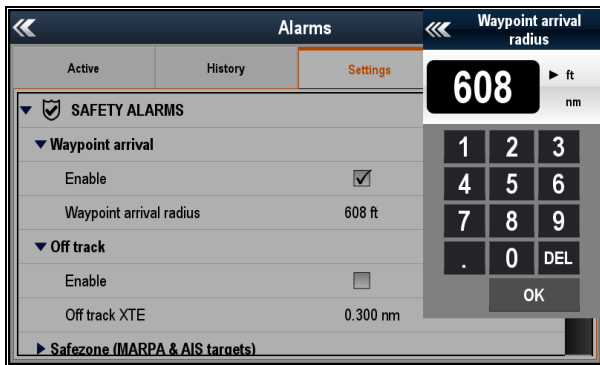 Alarms
Active History Settings
SAFETY ALARMS
Waypoint arrival
Enable
Waypoint arrival radius 608 ft
Off track
Enable
Off track XTE 0.300 nm
Safezone (MARPA & AIS targets)
Waypoint arrival
radius
608 ft
nm
1 2 3
4 5 6
7 8 9
. 0 DEL
OK